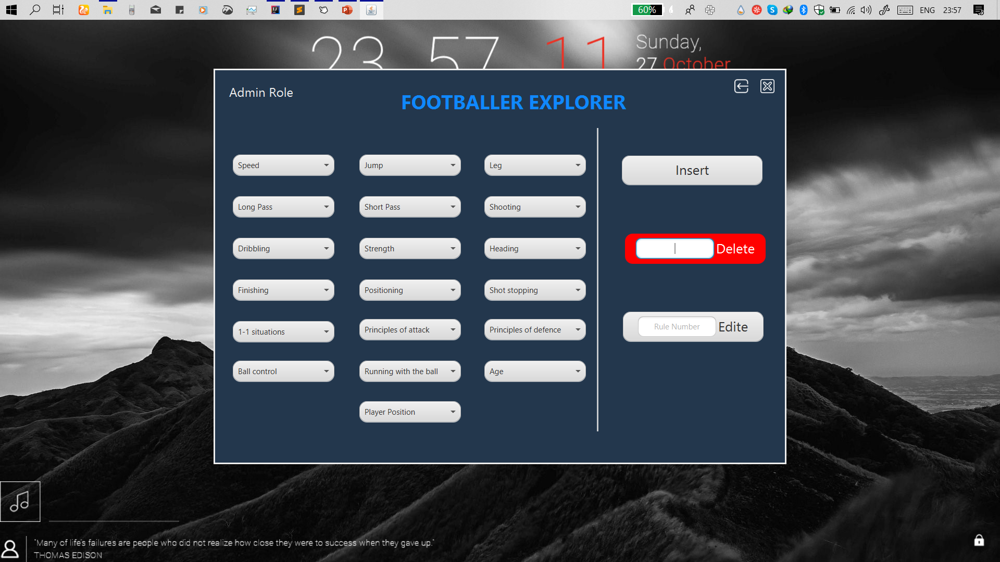 60%
ENG
23:57
23 57 11
Sunday,
27 October
Admin Role
FOOTBALLER EXPLORER
Speed
Jump
Leg
Insert
Long Pass
Short Pass
Shooting
Dribbling
Strength
Heading
Delete
Finishing
Positioning
Shot stopping
1-1 situations
Principles of attack
Principles of defence
Rule Number
Edite
Ball control
Running with the ball
Age
Player Position
"Many of life's failures are people who did not realize how close they were to success when they gave up."
THOMAS EDISON